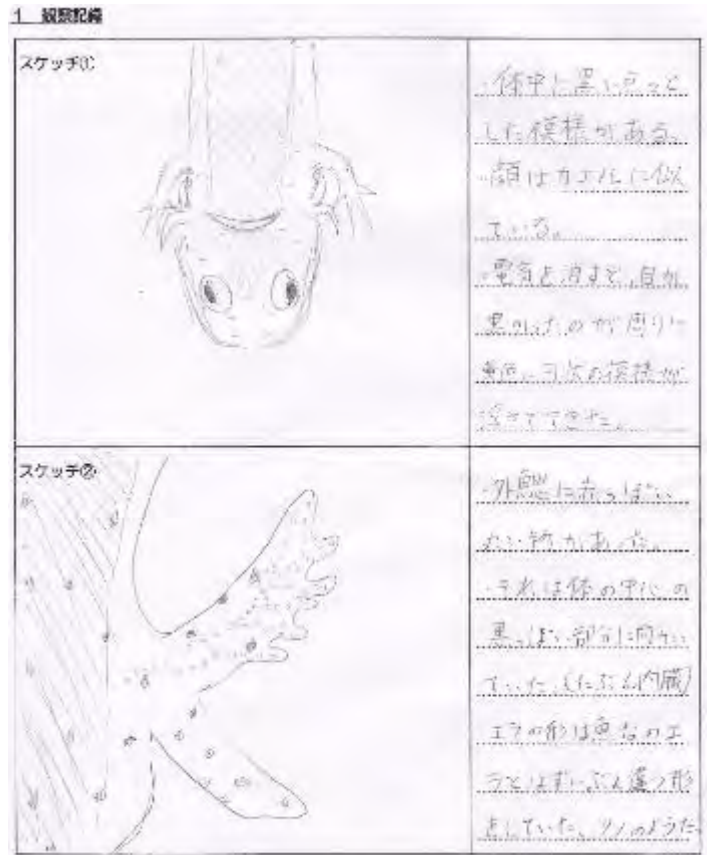 1 観察記録
スケッチ①
・体中に黒い点々と
した模様がある。
・顔はカエルに似
ている。
・電気を消すと、目が
黒かったのが周りに
黄色い
の模様が
浮きでてきた。
スケッチ②
・外鰓に赤っぽい
丸い粒があった。
・それは体の中心の
黒っぽい部分に向かっ
ていた。(たぶん内臓)
エラの形は魚などのエ
ラとはずいぶん違う形
をしていた。ツノのようだ